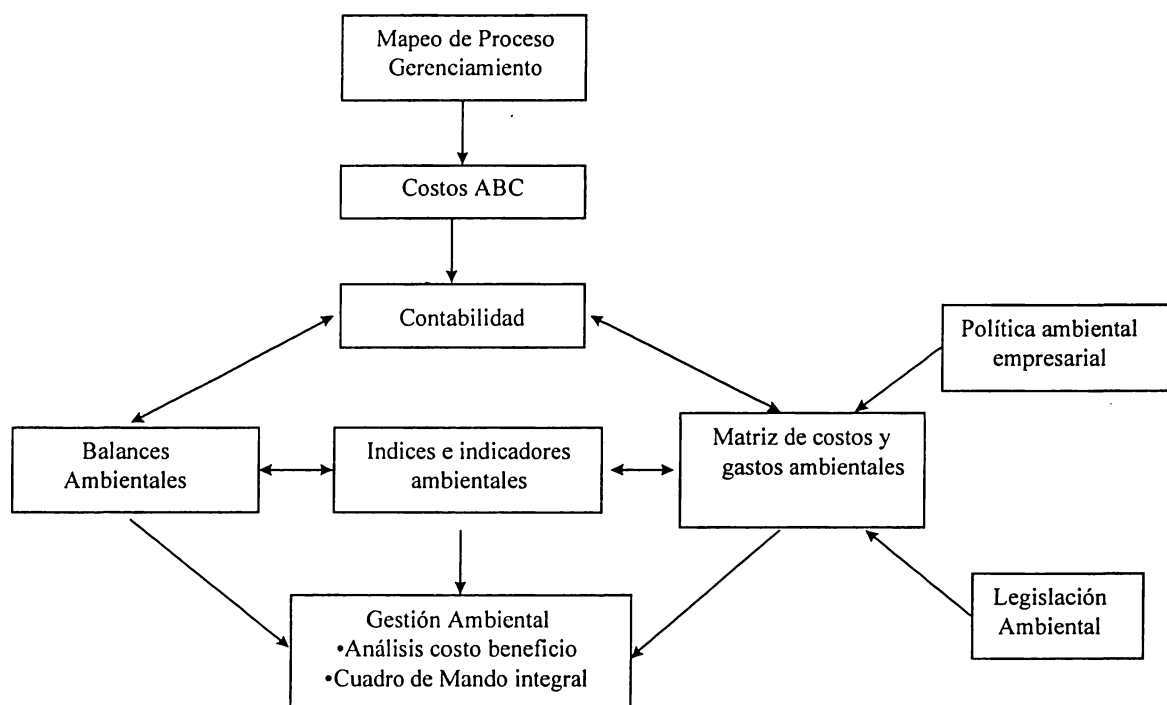 Mapeo de Proceso
Gerenciamiento
Costos ABC
Contabilidad
Política ambiental
empresarial
Balances
Ambientales
Indices e indicadores
ambientales
Matriz de costos y
gastos ambientales
Gestión Ambiental
•Análisis costo beneficio
•Cuadro de Mando integral
Legislación
Ambiental